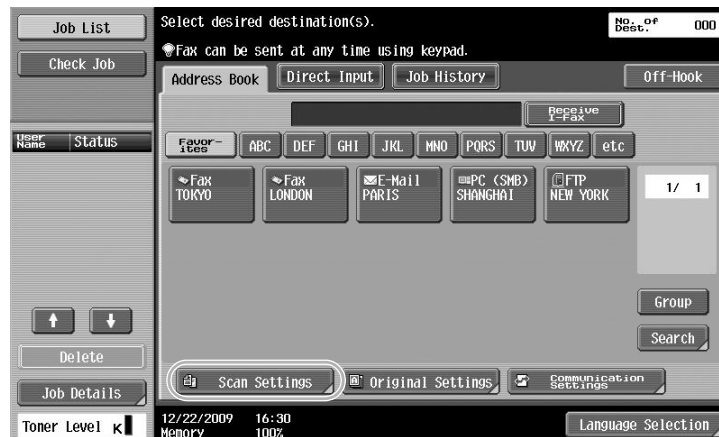 Job List
Check Job
User Name Status
Delete
Job Details
Toner Level K
Select desired destination(s).
No. of Dest. 000
Fax can be sent at any time using keypad.
Address Book Direct Input Job History Off-Hook
Receive I-Fax
Favor-ites ABC DEF GHI JKL MNO PQRS TUV WXYZ etc
Fax TOKYO
Fax LONDON
E-Mail PARIS
PC (SMB) SHANGHAI
FTP NEW YORK
1/ 1
Group
Search
Scan Settings Original Settings Communication Settings
12/22/2009 16:30
Memory 100%
Language Selection